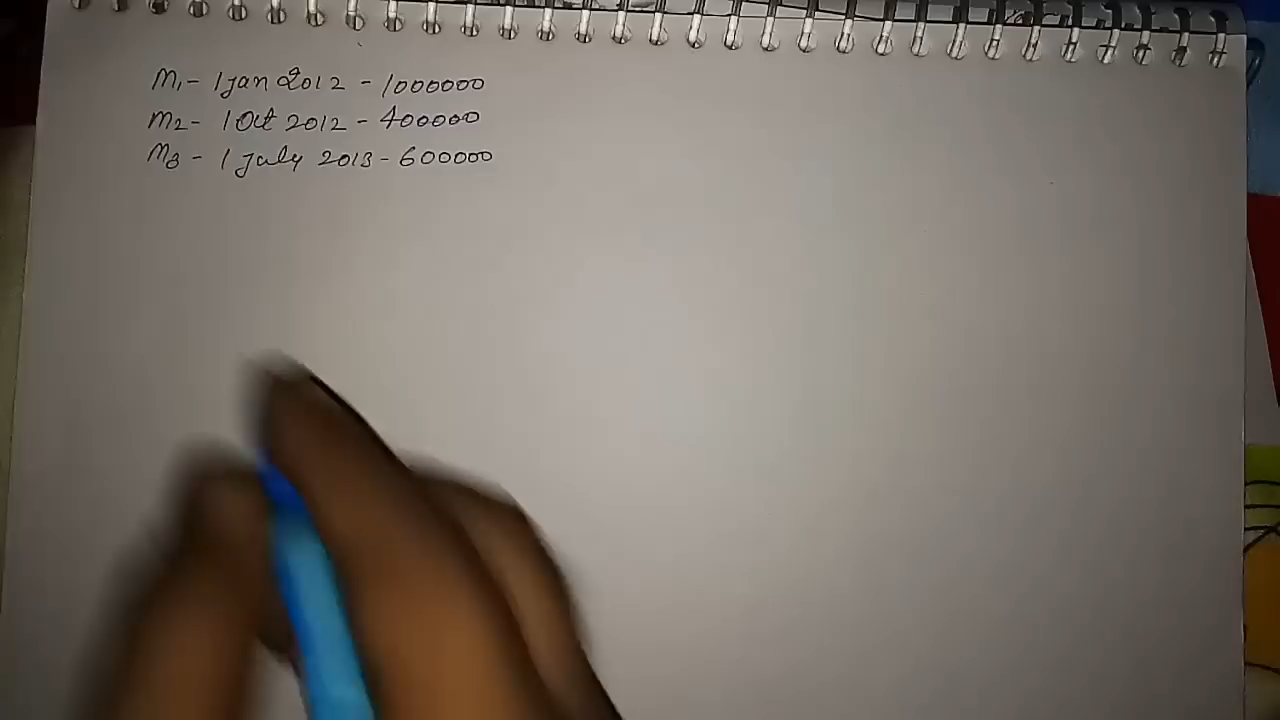 M1 - 1 Jan 2012 - 1000000
M2 - 1 Oct 2012 - 400000
M3 - 1 July 2013 - 600000